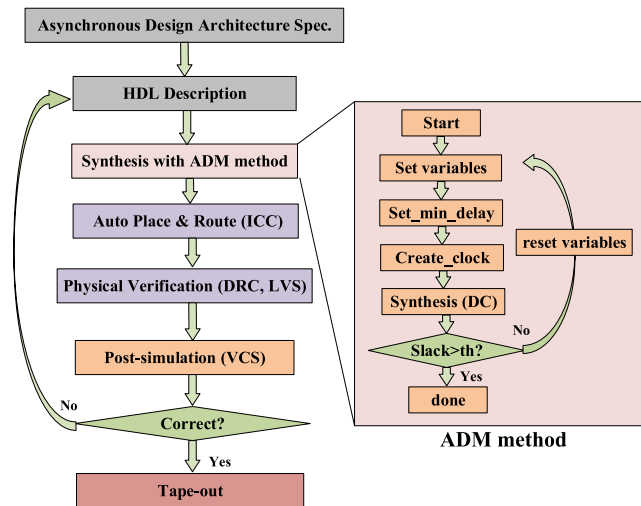 Asynchronous Design Architecture Spec.
HDL Description
Synthesis with ADM method
Auto Place & Route (ICC)
Physical Verification (DRC, LVS)
Post-simulation (VCS)
No
Correct?
Yes
Tape-out
Start
Set variables
Set_min_delay
reset variables
Create_clock
Synthesis (DC)
No
Slack>th?
Yes
done
ADM method